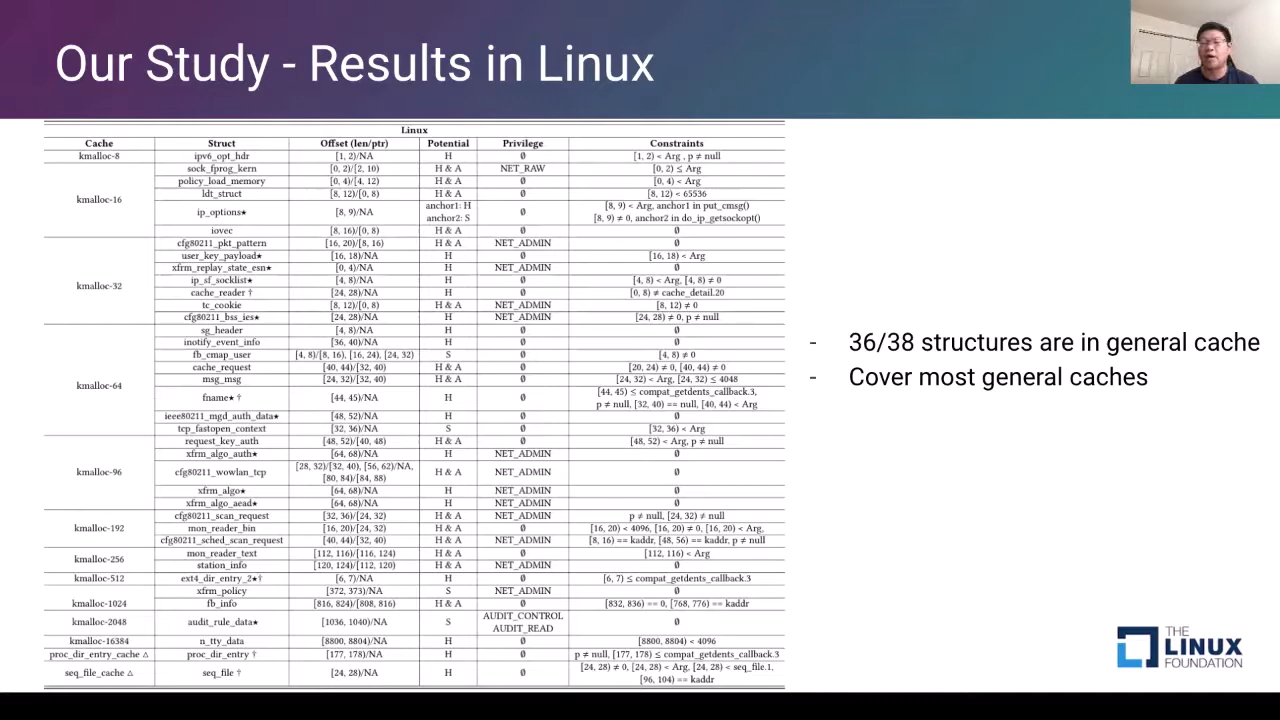 Our Study - Results in Linux
Linux
Cache Struct Offset (len/ptr) Potential Privilege Constraints
kmalloc-8 ipv6_opt_hdr [1, 2)/NA H ∅ [1, 2) < Arg , p ≠ null
kmalloc-16 sock_fprog_kern [0, 2)/[2, 10) H & A NET_RAW [0, 2) ≤ Arg
policy_load_memory [0, 4)/[4, 12) H & A ∅ [0, 4) < Arg
ldt_struct [8, 12)/[0, 8) H & A ∅ [8, 12) < 65536
ip_options★ [8, 9)/NA anchor1: H ∅ [8, 9) < Arg, anchor1 in put_cmsg()
anchor2: S [8, 9) ≠ 0, anchor2 in do_ip_getsockopt()
iovec [8, 16)/[0, 8) H & A ∅ ∅
kmalloc-32 cfg80211_pkt_pattern [16, 20)/[8, 16) H & A NET_ADMIN ∅
user_key_payload★ [16, 18)/NA H ∅ [16, 18) < Arg
xfrm_replay_state_esn★ [0, 4)/NA H NET_ADMIN ∅
ip_sf_socklist★ [4, 8)/NA H ∅ [4, 8) < Arg, [4, 8) ≠ 0
cache_reader † [24, 28)/NA H ∅ [0, 8) ≠ cache_detail.20
tc_cookie [8, 12)/[0, 8) H & A NET_ADMIN [8, 12) ≠ 0
cfg80211_bss_ies★ [24, 28)/NA H NET_ADMIN [24, 28) ≠ 0, p ≠ null
kmalloc-64 sg_header [4, 8)/NA H ∅ ∅
inotify_event_info [36, 40)/NA H ∅ ∅
fb_cmap_user [4, 8)/[8, 16), [16, 24), [24, 32) S ∅ [4, 8) ≠ 0
cache_request [40, 44)/[32, 40) H & A ∅ [20, 24) ≠ 0, [40, 44) ≠ 0
msg_msg [24, 32)/[32, 40) H & A ∅ [24, 32) < Arg, [24, 32) ≤ 4048
fname★ † [44, 45)/NA H ∅ [44, 45) ≤ compat_getdents_callback.3,
p ≠ null, [32, 40) == null, [40, 44) < Arg
ieee80211_mgd_auth_data★ [48, 52)/NA H ∅ ∅
tcp_fastopen_context [32, 36)/NA S ∅ [32, 36) < Arg
kmalloc-96 request_key_auth [48, 52)/[40, 48) H & A ∅ [48, 52) < Arg, p ≠ null
xfrm_algo_auth★ [64, 68)/NA H NET_ADMIN ∅
cfg80211_wowlan_tcp [28, 32)/[32, 40), [56, 62)/NA, H & A NET_ADMIN ∅
[80, 84)/[84, 88)
xfrm_algo★ [64, 68)/NA H NET_ADMIN ∅
xfrm_algo_aead★ [64, 68)/NA H NET_ADMIN ∅
kmalloc-192 cfg80211_scan_request [32, 36)/[24, 32) H & A NET_ADMIN p ≠ null, [24, 32) ≠ null
mon_reader_bin [16, 20)/[24, 32) H & A ∅ [16, 20) < 4096, [16, 20) ≠ 0, [16, 20) < Arg,
cfg80211_sched_scan_request [40, 44)/[32, 40) H & A NET_ADMIN [8, 16) == kaddr, [48, 56) == kaddr, p ≠ null
kmalloc-256 mon_reader_text [112, 116)/[116, 124) H & A ∅ [112, 116) < Arg
station_info [120, 124)/[112, 120) H & A NET_ADMIN ∅
kmalloc-512 ext4_dir_entry_2★† [6, 7)/NA H ∅ [6, 7) ≤ compat_getdents_callback.3
kmalloc-1024 xfrm_policy [372, 373)/NA S NET_ADMIN ∅
fb_info [816, 824)/[808, 816) H & A ∅ [832, 836) == 0, [768, 776) == kaddr
kmalloc-2048 audit_rule_data★ [1036, 1040)/NA S AUDIT_CONTROL ∅
AUDIT_READ
kmalloc-16384 n_tty_data [8800, 8804)/NA H ∅ [8800, 8804) < 4096
proc_dir_entry_cache △ proc_dir_entry † [177, 178)/NA H ∅ p ≠ null, [177, 178) ≤ compat_getdents_callback.3
seq_file_cache △ seq_file † [24, 28)/NA H ∅ [24, 28) ≠ 0, [24, 28) < Arg, [24, 28) < seq_file.1,
[96, 104) == kaddr
- 36/38 structures are in general cache
- Cover most general caches
THE
LINUX
FOUNDATION